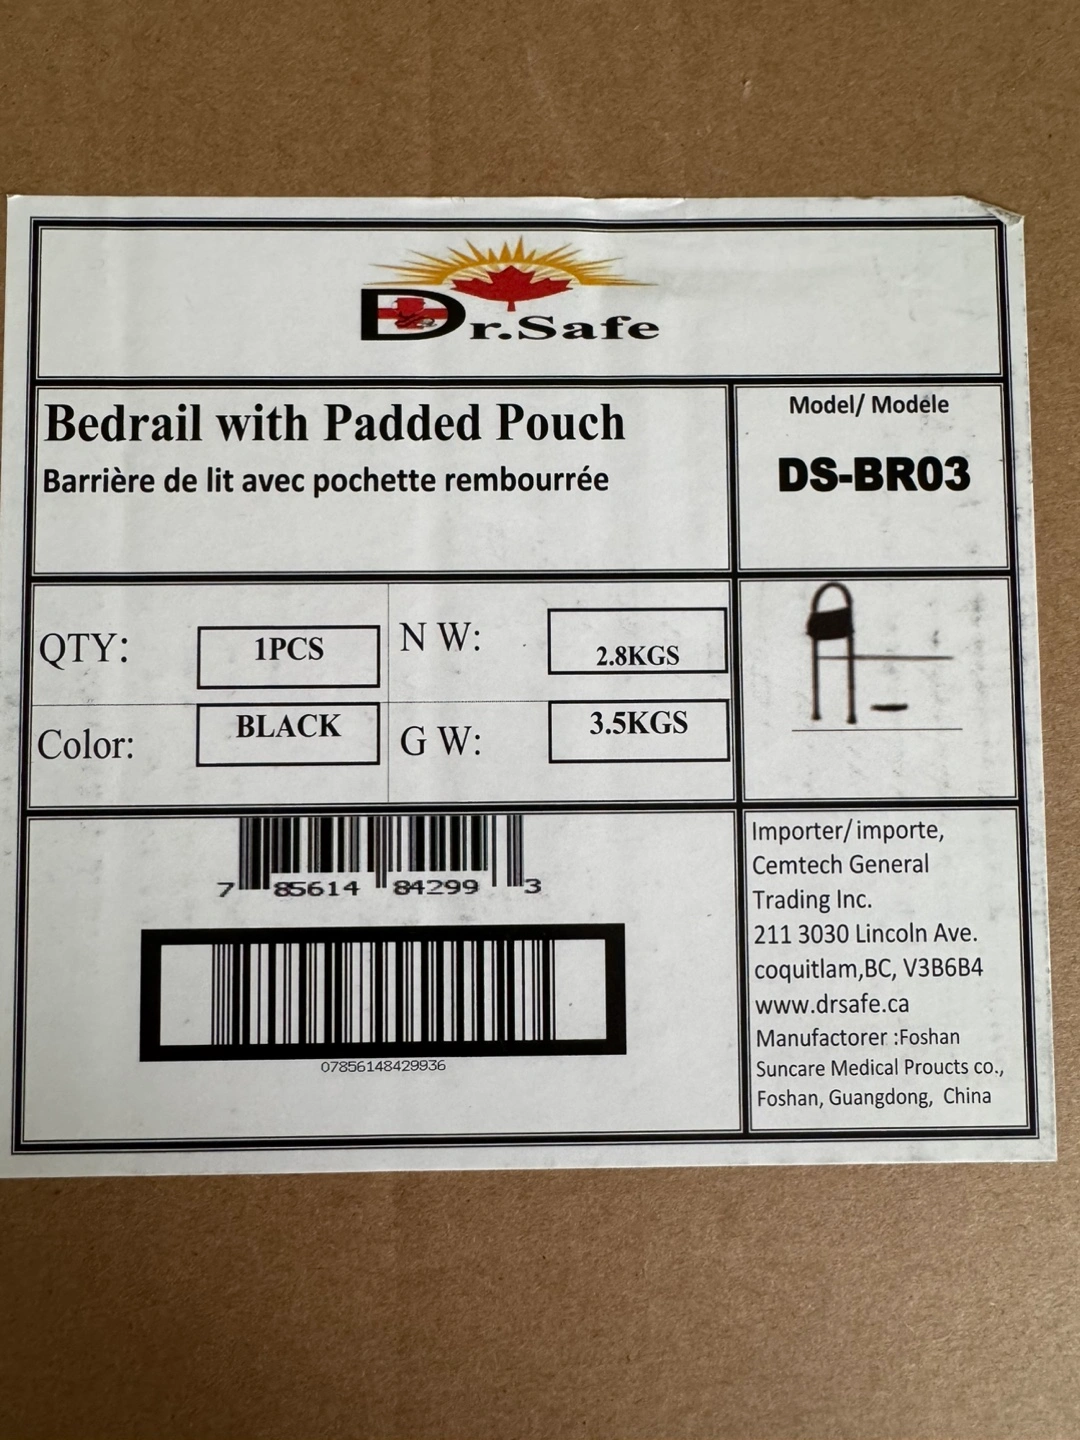 Dr.Safe
Bedrail with Padded Pouch
Barrière de lit avec pochette rembourrée
Model/ Modele
DS-BR03
QTY: 1PCS
N W: 2.8KGS
Color: BLACK
G W: 3.5KGS
7 85614 84299 3
07856148429936
Importer/ importe,
Cemtech General
Trading Inc.
211 3030 Lincoln Ave.
coquitlam,BC, V3B6B4
www.drsafe.ca
Manufactorer :Foshan
Suncare Medical Proucts co.,
Foshan, Guangdong, China